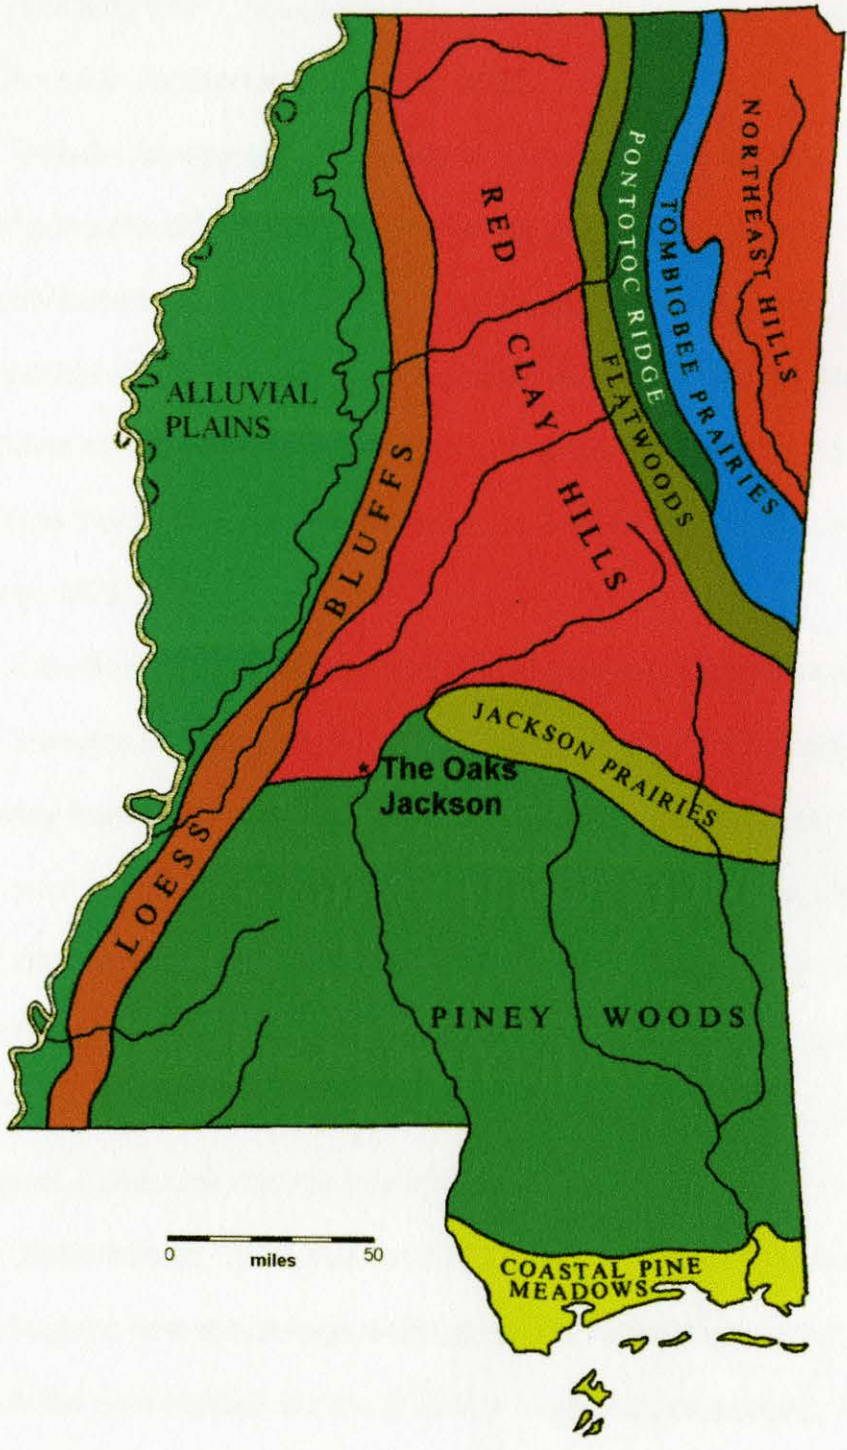 NORTHEAST HILLS
PONTOTOC RIDGE
TOMBIGBEE PRAIRIES
RED CLAY HILLS
FLATWOODS
ALLUVIAL
PLAINS
LOESS BLUFFS
JACKSON PRAIRIES
* The Oaks
Jackson
PINEY WOODS
0 50
miles
COASTAL PINE
MEADOWS